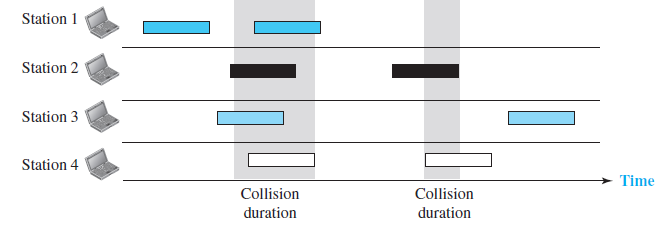 Station 1
Station 2
Station 3
Station 4
Time
Collision
duration
Collision
duration